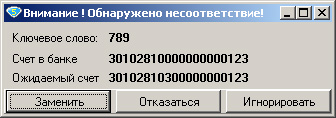 Внимание ! Обнаружено несоответствие!
Ключевое слово: 789
Счет в банке 30102810000000000123
Ожидаемый счет 30102810300000000123
Заменить Отказаться Игнорировать